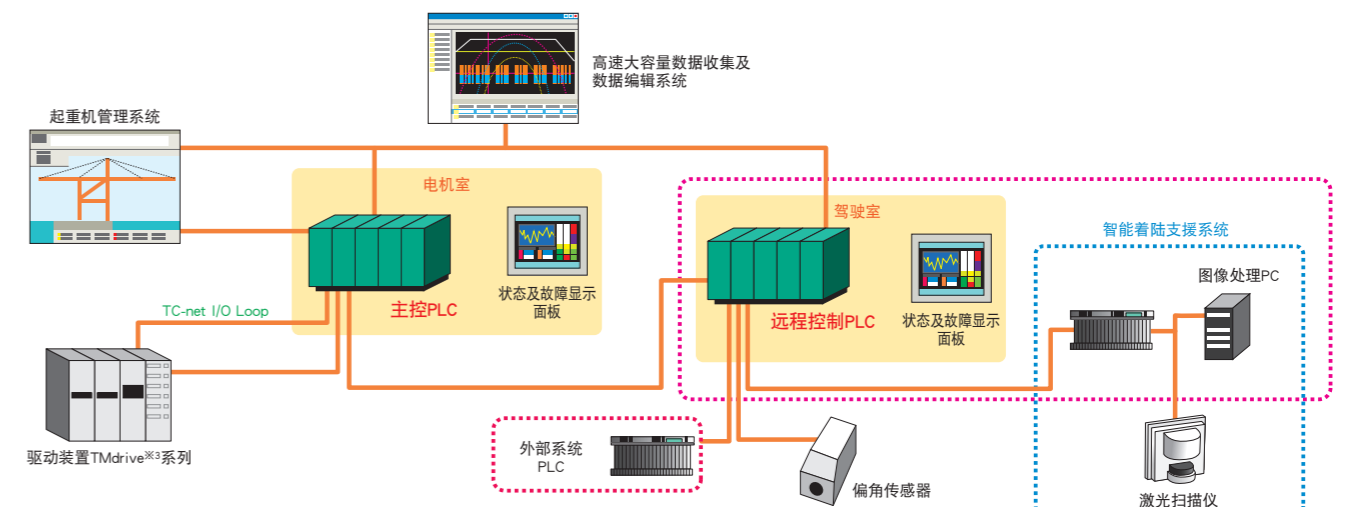 高速大容量数据收集及
数据编辑系统
起重机管理系统
电机室
驾驶室
智能着陆支援系统
图像处理PC
状态及故障显示
面板
主控PLC
TC-net I/O Loop
远程控制PLC
状态及故障显示
面板
外部系统
PLC
驱动装置TMdrive※3系列
偏角传感器
激光扫描仪